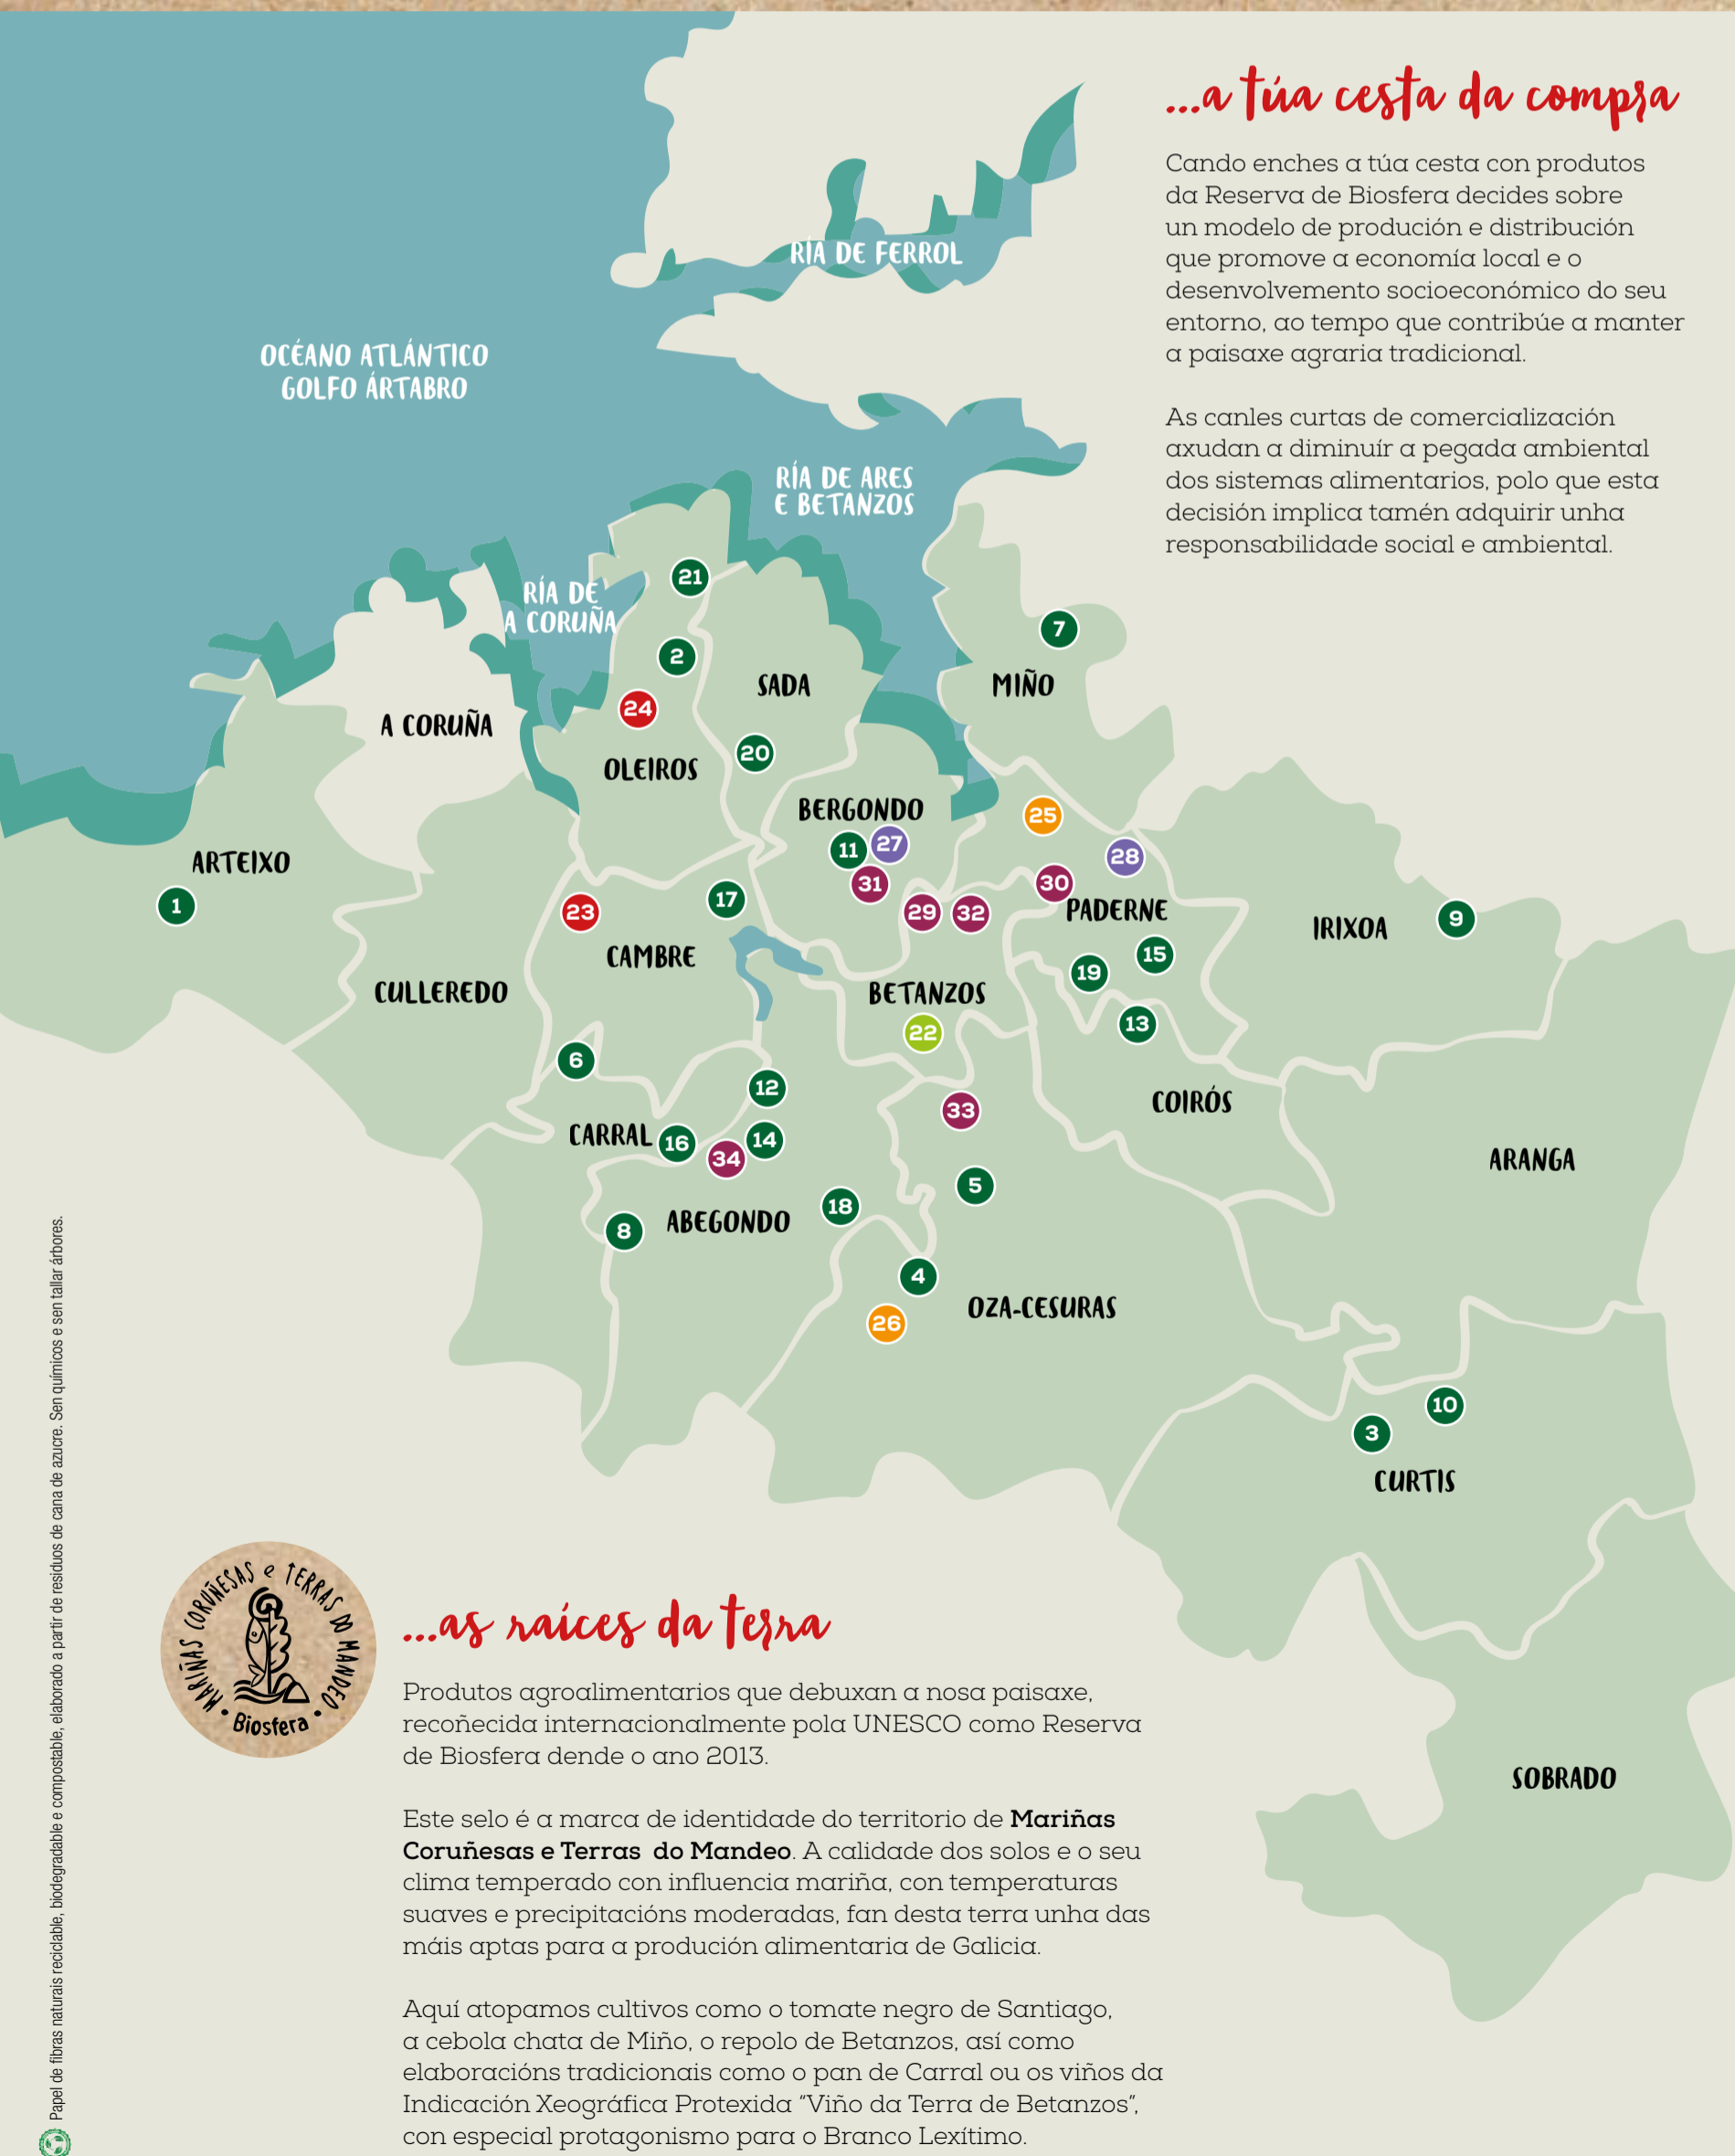 ...a túa cesta da compra
Cando enches a túa cesta con produtos
da Reserva de Biosfera decides sobre
un modelo de produción e distribución
que promove a economía local e o
desenvolvemento socioeconómico do seu
entorno, ao tempo que contribúe a manter
a paisaxe agraria tradicional.
As canles curtas de comercialización
axudan a diminuír a pegada ambiental
dos sistemas alimentarios, polo que esta
decisión implica tamén adquirir unha
responsabilidade social e ambiental.
RÍA DE FERROL
OCÉANO ATLÁNTICO
GOLFO ÁRTABRO
RÍA DE ARES
E BETANZOS
RÍA DE
A CORUÑA
21
7
2
SADA
MIÑO
24
A CORUÑA
20
OLEIROS
BERGONDO
25
11
27
28
ARTEIXO
31
30
1
17
23
29
32
PADERNE
9
IRIXOA
CAMBRE
15
19
CULLEREDO
BETANZOS
13
22
6
12
COIRÓS
33
CARRAL
16
14
34
ARANGA
5
18
8
ABEGONDO
4
OZA-CESURAS
26
10
3
CURTIS
SOBRADO
MARIÑAS CORUÑESAS e TERRAS DO MANDEO
• Biosfera •
...as raíces da terra
Produtos agroalimentarios que debuxan a nosa paisaxe,
recoñecida internacionalmente pola UNESCO como Reserva
de Biosfera dende o ano 2013.
Este selo é a marca de identidade do territorio de Mariñas
Coruñesas e Terras do Mandeo. A calidade dos solos e o seu
clima temperado con influencia mariña, con temperaturas
suaves e precipitacións moderadas, fan desta terra unha das
máis aptas para a produción alimentaria de Galicia.
Aquí atopamos cultivos como o tomate negro de Santiago,
a cebola chata de Miño, o repolo de Betanzos, así como
elaboracións tradicionais como o pan de Carral ou os viños da
Indicación Xeográfica Protexida “Viño da Terra de Betanzos”,
con especial protagonismo para o Branco Lexítimo.
Papel de fibras naturais reciclable, biodegradable e compostable, elaborado a partir de residuos de cana de azucre. Sen químicos e sen tallar árbores.